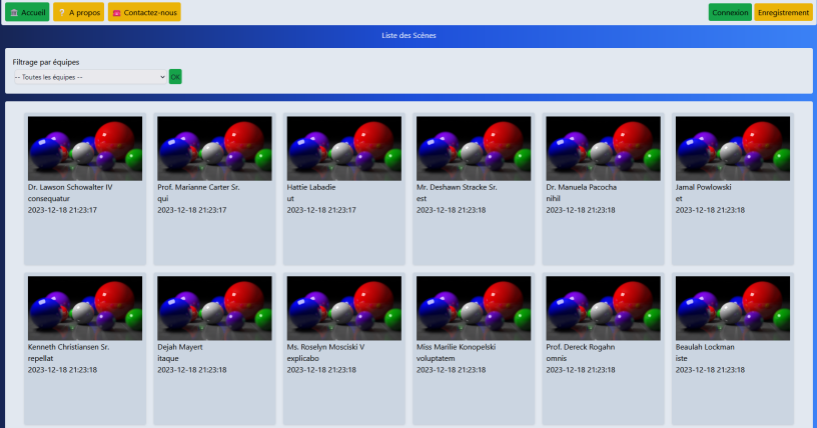 Accueil
A propos
Contactez-nous
Connexion
Enregistrement
Liste des Scènes
Filtrage par équipes
-- Toutes les équipes --
OK
Dr. Lawson Schowalter IV
consequatur
2023-12-18 21:23:17
Prof. Marianne Carter Sr.
qui
2023-12-18 21:23:17
Hattie Labadie
ut
2023-12-18 21:23:17
Mr. Deshawn Stracke Sr.
est
2023-12-18 21:23:18
Dr. Manuela Pacocha
nihil
2023-12-18 21:23:18
Jamal Powlowski
et
2023-12-18 21:23:18
Kenneth Christiansen Sr.
repellat
2023-12-18 21:23:18
Dejah Mayert
itaque
2023-12-18 21:23:18
Ms. Roselyn Mosciski V
explicabo
2023-12-18 21:23:18
Miss Marilie Konopelski
voluptatem
2023-12-18 21:23:18
Prof. Dereck Rogahn
omnis
2023-12-18 21:23:18
Beaulah Lockman
iste
2023-12-18 21:23:18